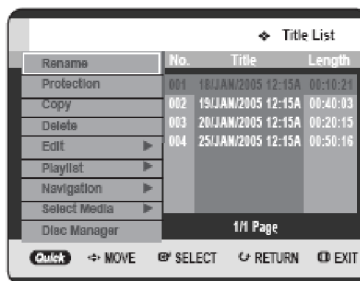 Title List
No. Title Length
Rename
001 18/JAN/2005 12:15A 00:10:21
Protection
002 19/JAN/2005 12:15A 00:40:03
Copy
003 20/JAN/2005 12:15A 00:20:15
Delete
004 25/JAN/2005 12:15A 00:50:16
Edit
Playlist
Navigation
Select Media
Disc Manager
1/1 Page
Quick MOVE SELECT RETURN EXIT